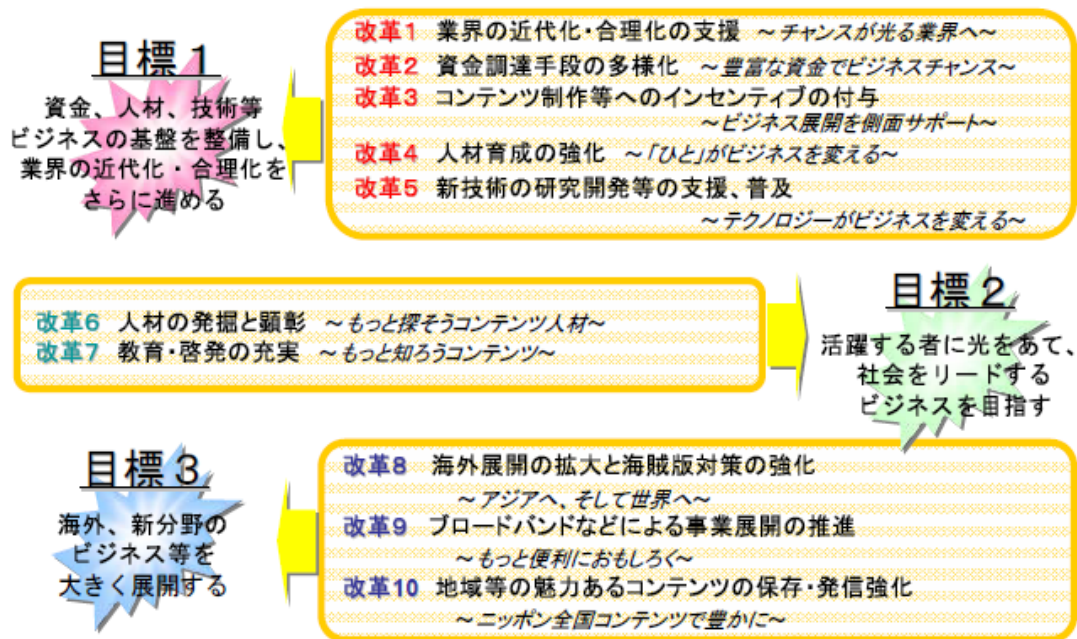 目標1
資金、人材、技術等
ビジネスの基盤を整備し、
業界の近代化・合理化を
さらに進める
改革1 業界の近代化・合理化の支援 ～チャンスが光る業界へ～
改革2 資金調達手段の多様化 ～豊富な資金でビジネスチャンス～
改革3 コンテンツ制作等へのインセンティブの付与
～ビジネス展開を側面サポート～
改革4 人材育成の強化 ～「ひと」がビジネスを変える～
改革5 新技術の研究開発等の支援、普及
～テクノロジーがビジネスを変える～
改革6 人材の発掘と顕彰 ～もっと探そうコンテンツ人材～
改革7 教育・啓発の充実 ～もっと知ろうコンテンツ～
目標2
活躍する者に光をあて、
社会をリードする
ビジネスを目指す
目標3
海外、新分野の
ビジネス等を
大きく展開する
改革8 海外展開の拡大と海賊版対策の強化
～アジアへ、そして世界へ～
改革9 ブロードバンドなどによる事業展開の推進
～もっと便利におもしろく～
改革10 地域等の魅力あるコンテンツの保存・発信強化
～ニッポン全国コンテンツで豊かに～